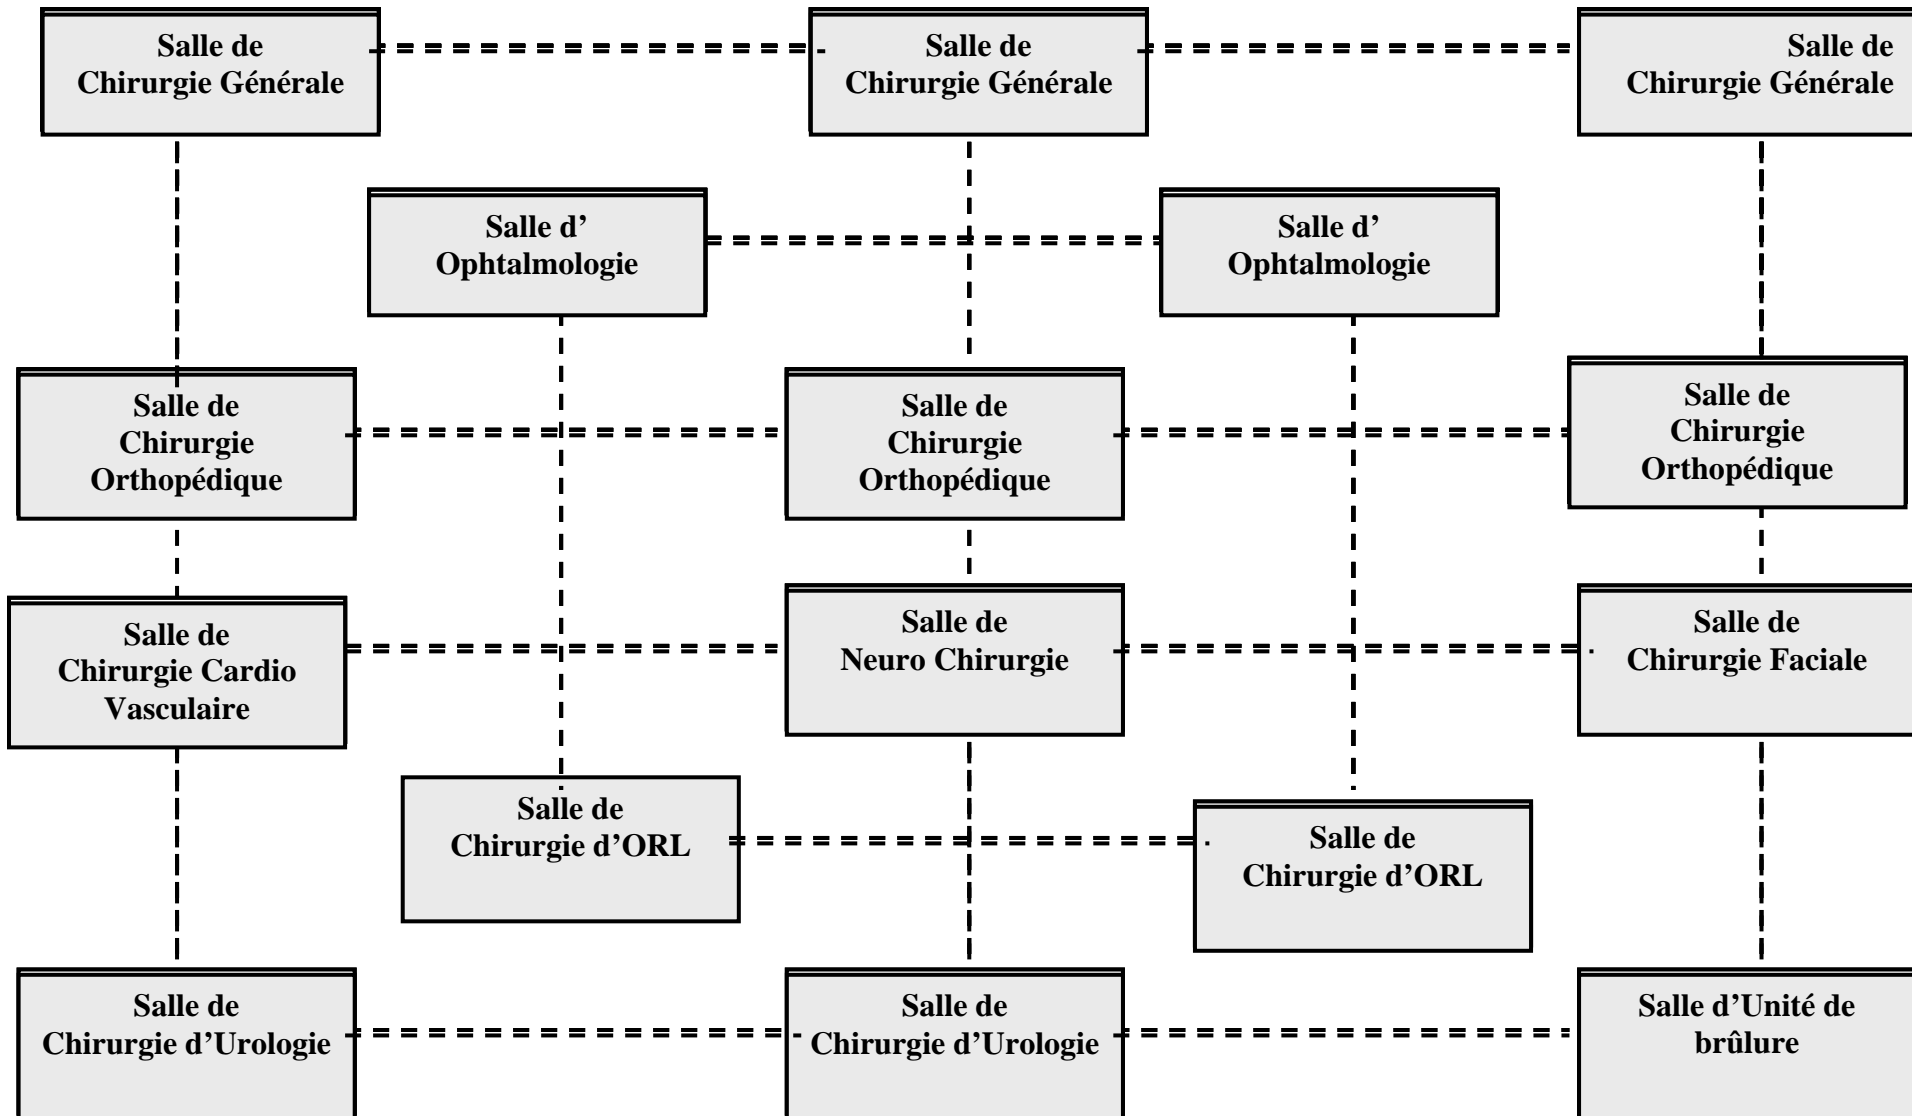 Salle de
Chirurgie Générale
Salle de
Chirurgie Générale
Salle de
Chirurgie Générale
Salle d’
Ophtalmologie
Salle d’
Ophtalmologie
Salle de
Chirurgie
Orthopédique
Salle de
Chirurgie
Orthopédique
Salle de
Chirurgie
Orthopédique
Salle de
Chirurgie Cardio
Vasculaire
Salle de
Neuro Chirurgie
Salle de
Chirurgie Faciale
Salle de
Chirurgie d’ORL
Salle de
Chirurgie d’ORL
Salle de
Chirurgie d’Urologie
Salle de
Chirurgie d’Urologie
Salle d’Unité de
brûlure